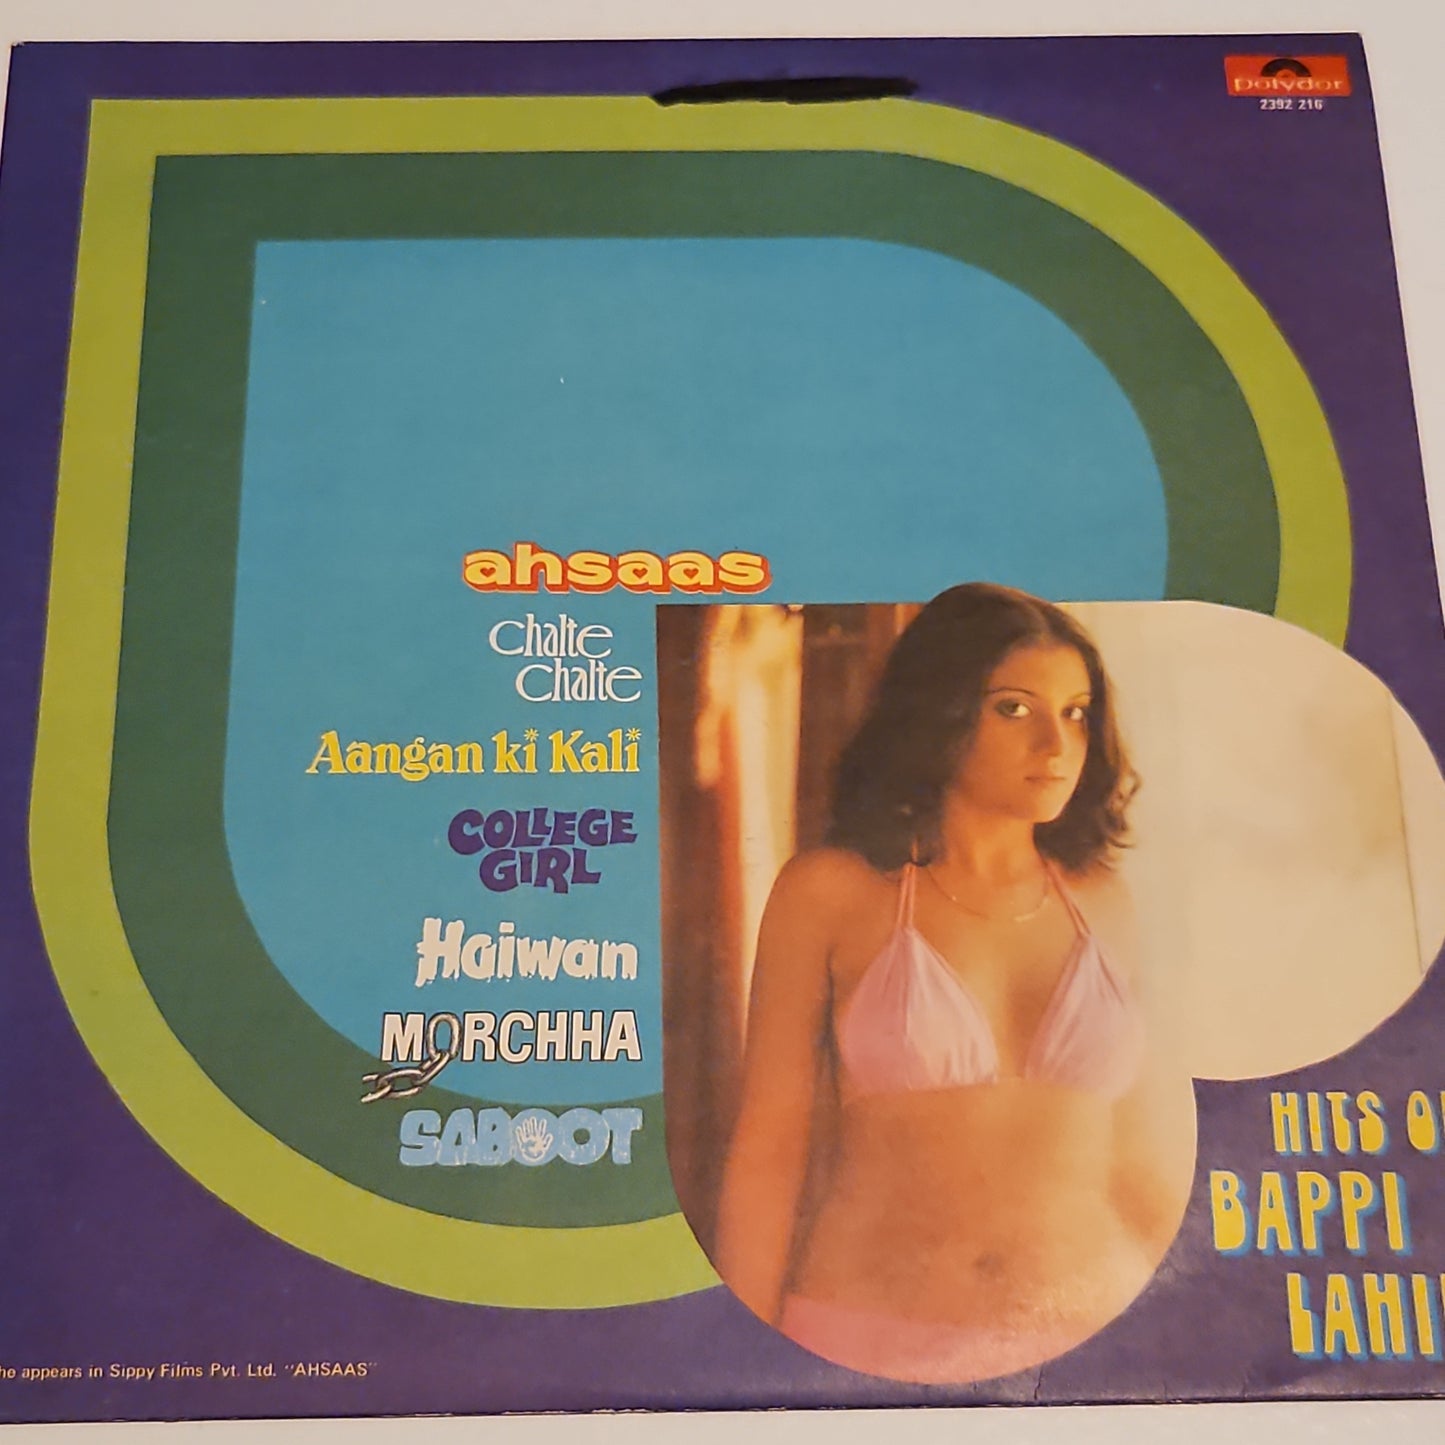 polydor
2392 216
ahsaas
Chalte
Chalte
Aangan ki Kali
COLLEGE
GIRL
Haiwan
MORCHHA
SABOOT
HITS
BAPPI
LAHI
appears in Sippy Films Pvt. Ltd. "AHSAAS"